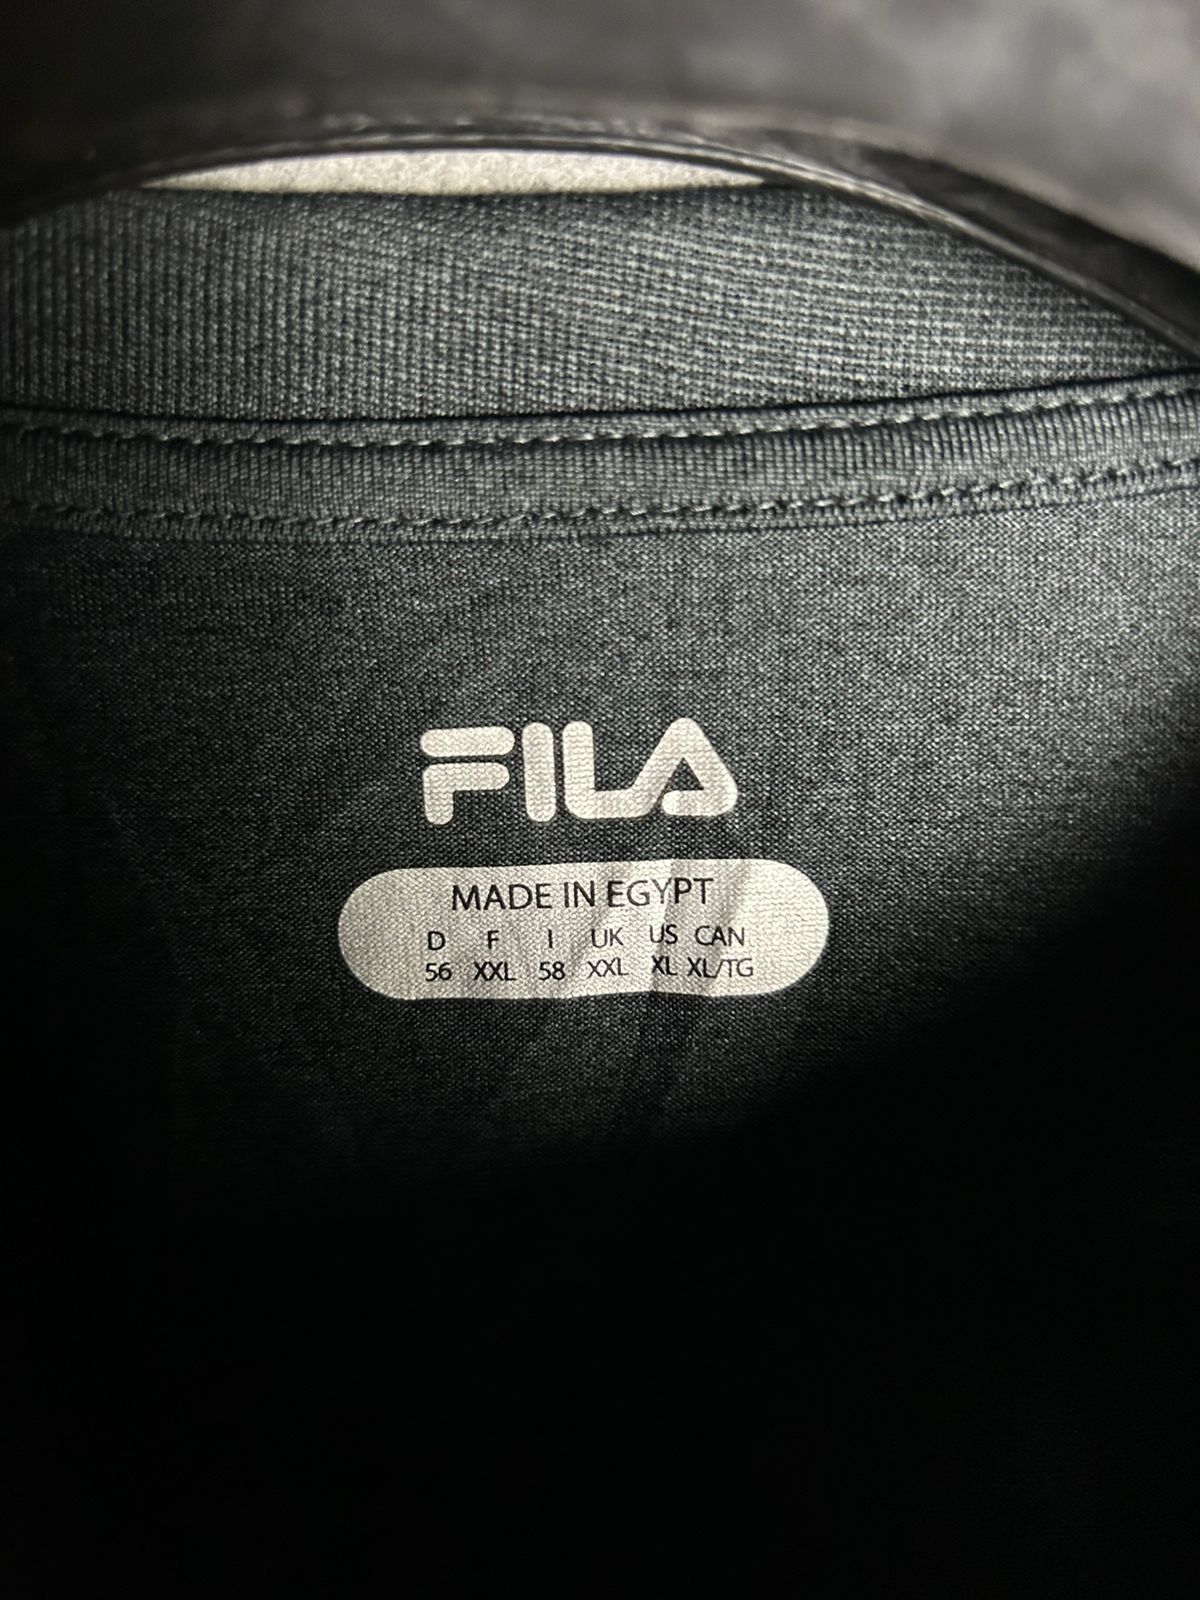 FILA
MADE IN EGYPT
D F I UK US CAN
56 XXL 58 XXL XL XL/TG